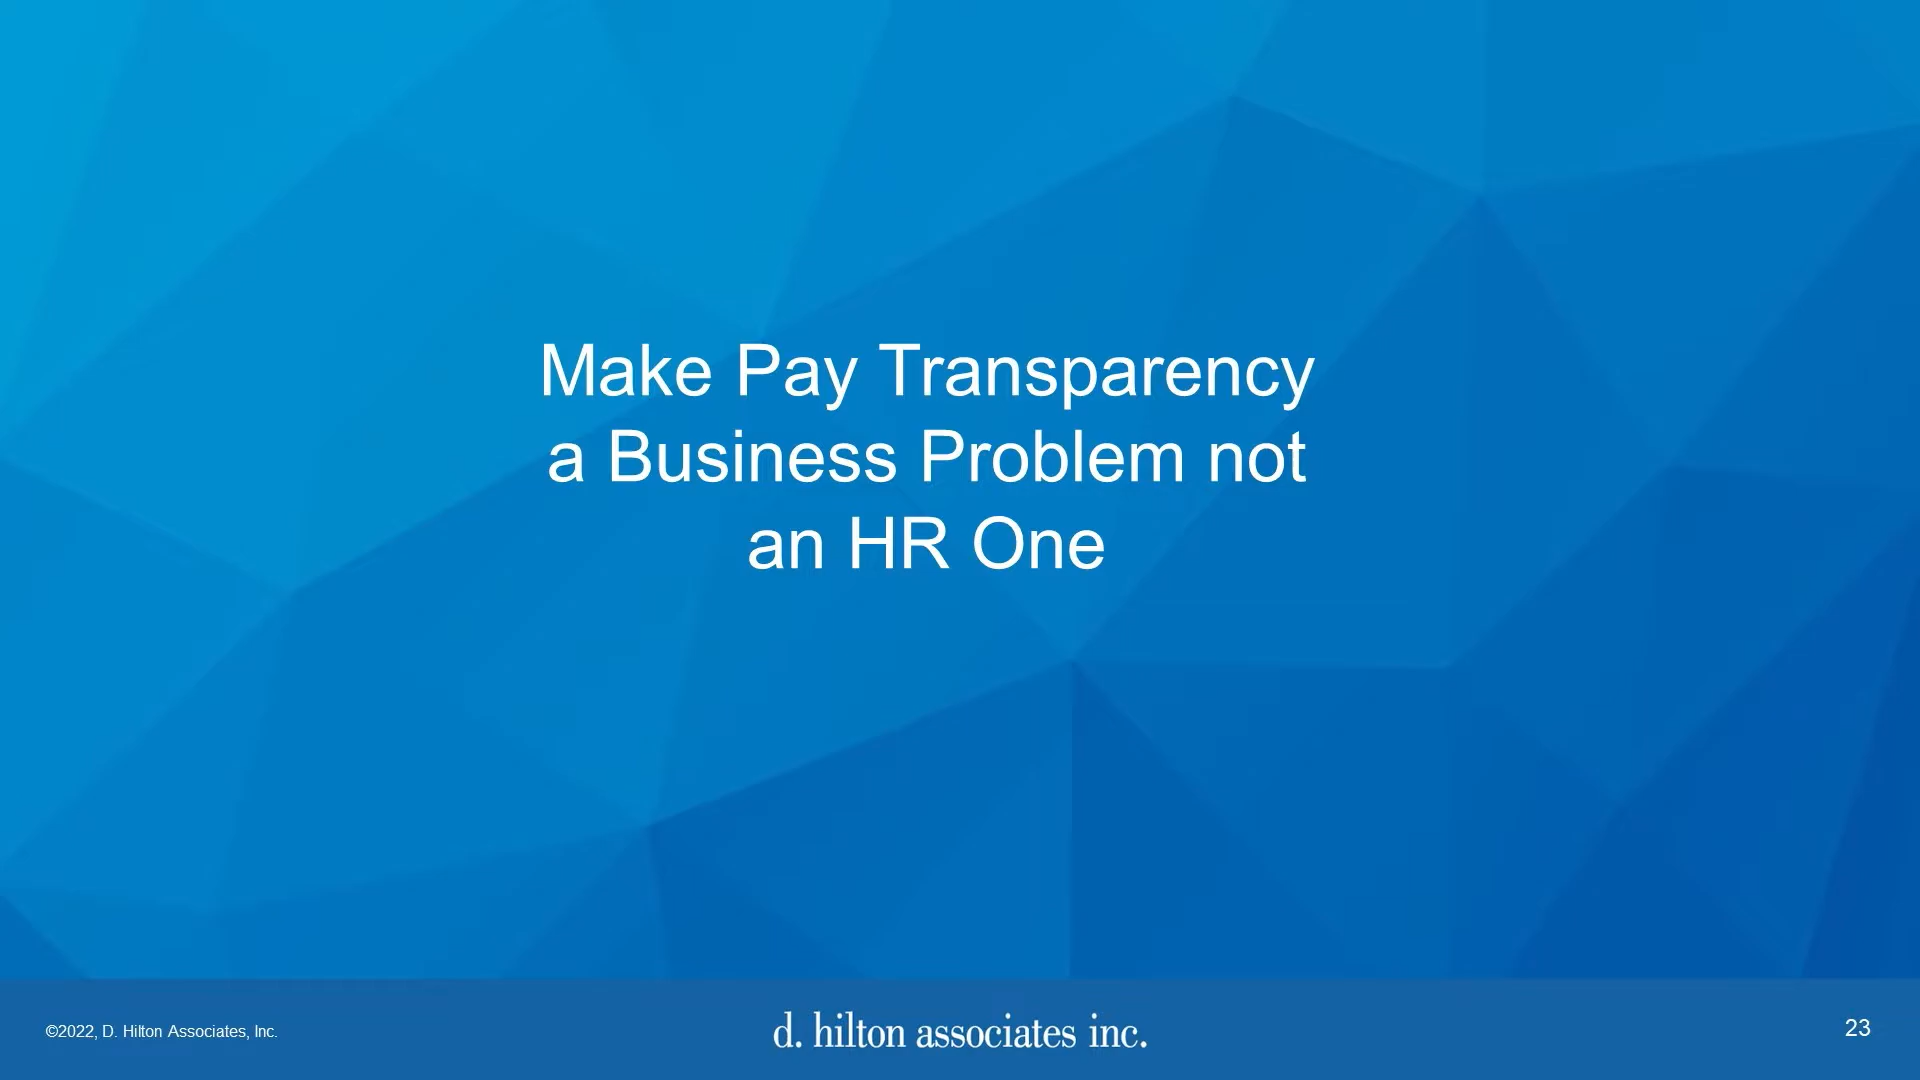 Make Pay Transparency
a Business Problem not
an HR One
©2022, D. Hilton Associates, Inc.
d. hilton associates inc.
23